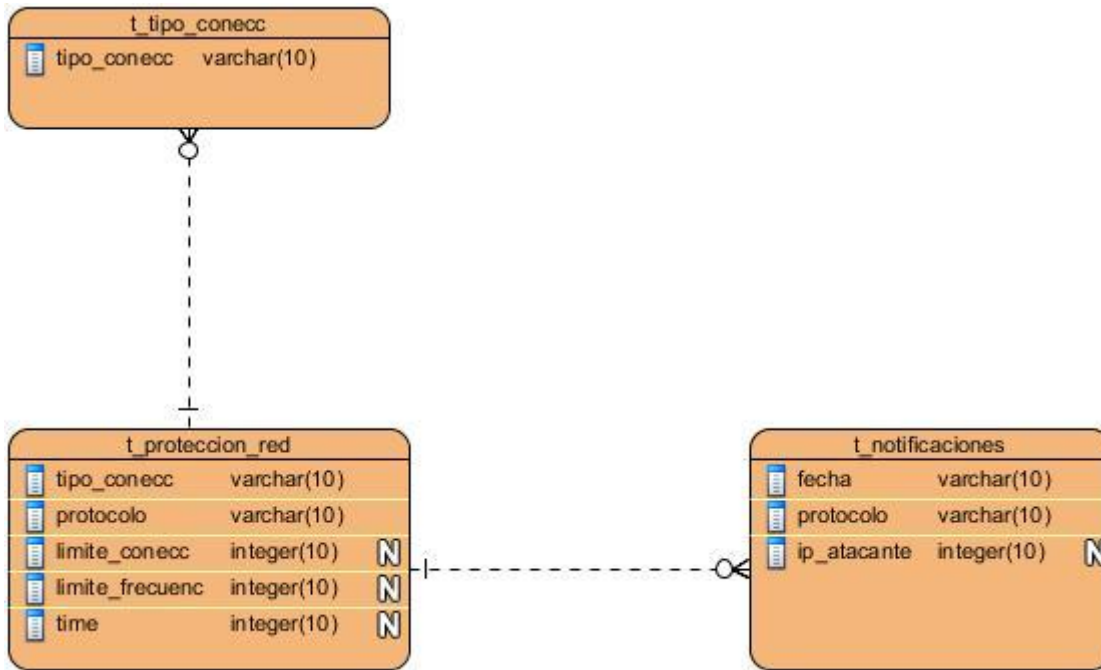 t_tipo_conecc
tipo_conecc varchar(10)
t_proteccion_red
tipo_conecc varchar(10)
protocolo varchar(10)
limite_conecc integer(10) N
limite_frecuenc integer(10) N
time integer(10) N
t_notificaciones
fecha varchar(10)
protocolo varchar(10)
ip_atacante integer(10) N